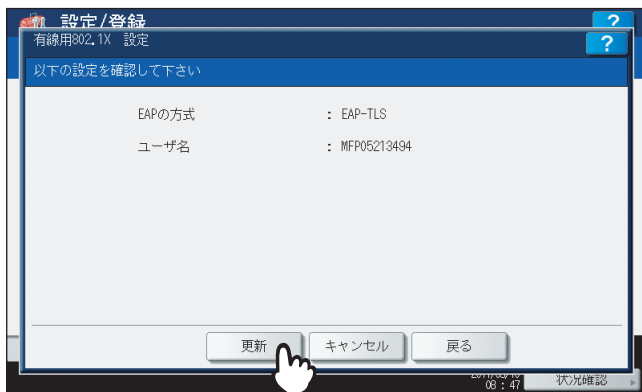 設定/登録
?
有線用802.1X 設定
?
以下の設定を確認して下さい
EAPの方式 : EAP-TLS
ユーザ名 : MFP05213494
更新
キャンセル
戻る
08 : 47
状況確認